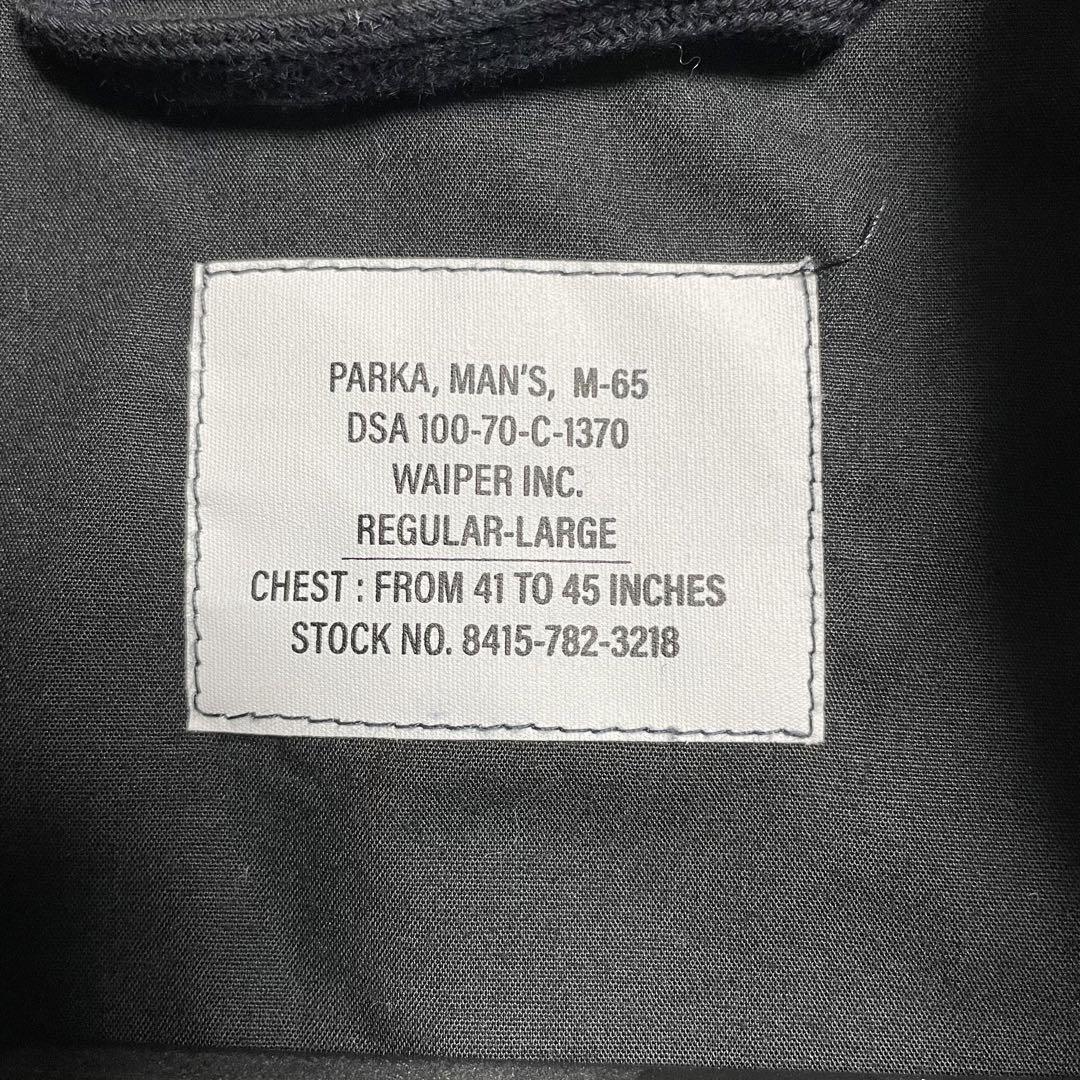 PARKA, MAN'S, M-65
DSA 100-70-C-1370
WAIPER INC.
REGULAR-LARGE
CHEST : FROM 41 TO 45 INCHES
STOCK NO. 8415-782-3218